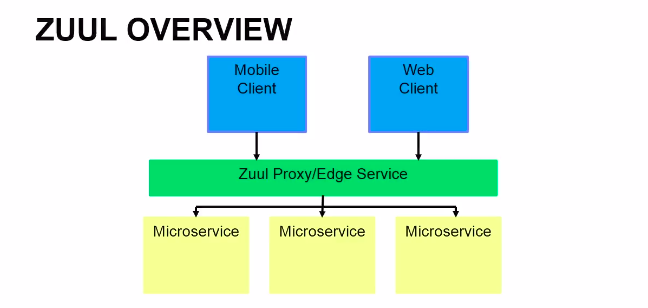 ZUUL OVERVIEW
Mobile
Client
Web
Client
Zuul Proxy/Edge Service
Microservice
Microservice
Microservice